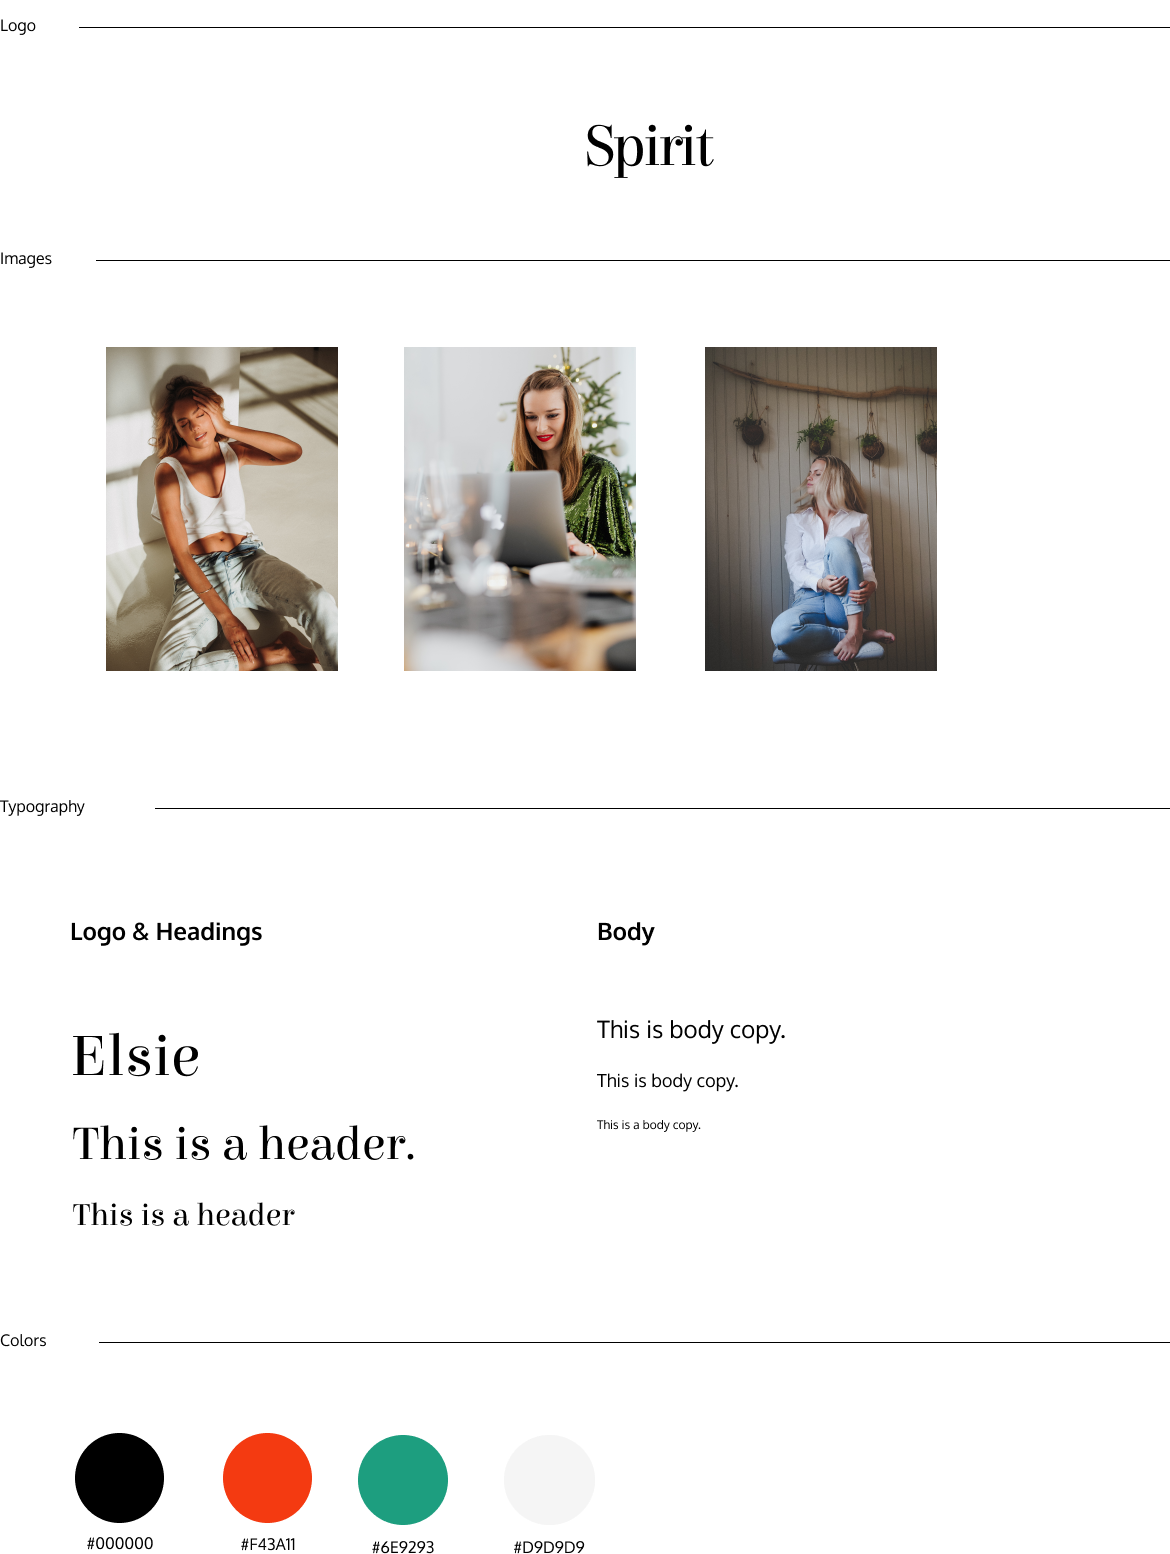 Logo
Spirit
Images
Typography
Logo & Headings
Body
Elsie
This is a header.
This is a header
This is body copy.
This is body copy.
This is a body copy.
Colors
#000000
#F43A11
#6E9293
#D9D9D9